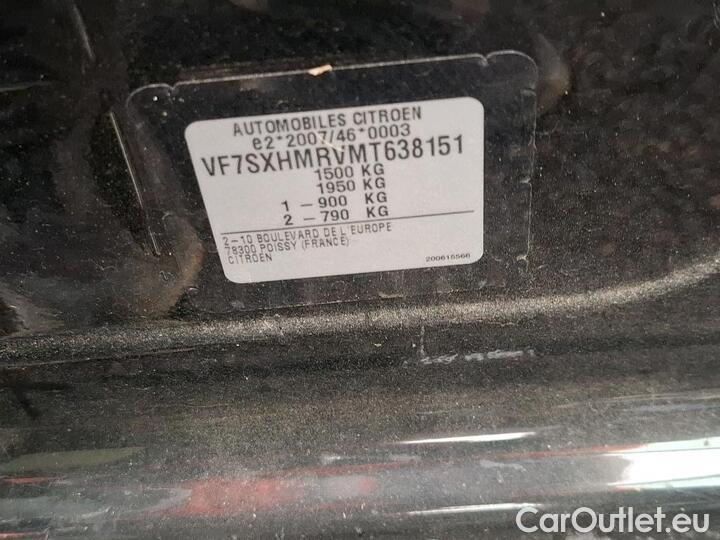 AUTOMOBILES CITROEN
e2*2007/46*0003
VF7SXHMRVMT638151
1500 KG
1950 KG
1 - 900 KG
2 - 790 KG
2-10 BOULEVARD DE L'EUROPE
78300 POISSY (FRANCE)
CITROEN
200615566
CarOutlet.eu